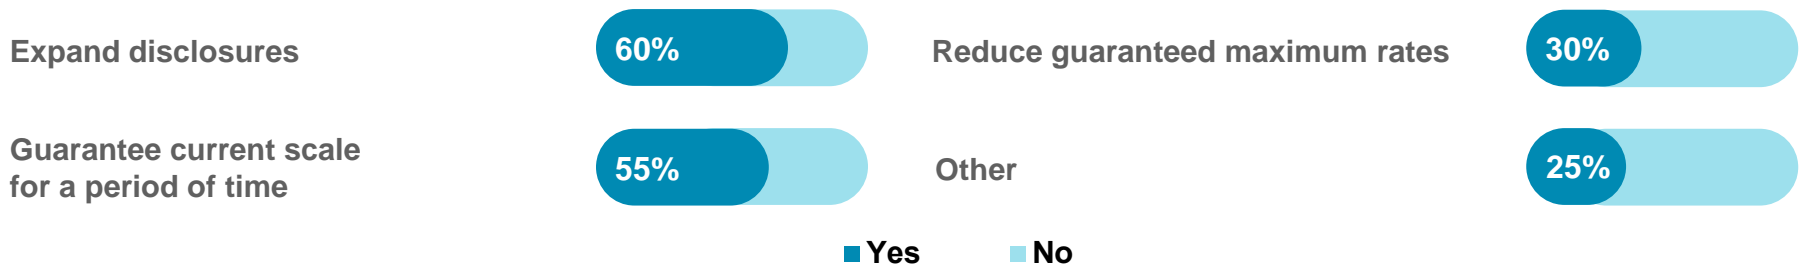 Expand disclosures
60%
Reduce guaranteed maximum rates
30%
Guarantee current scale
for a period of time
55%
Other
25%
Yes
No